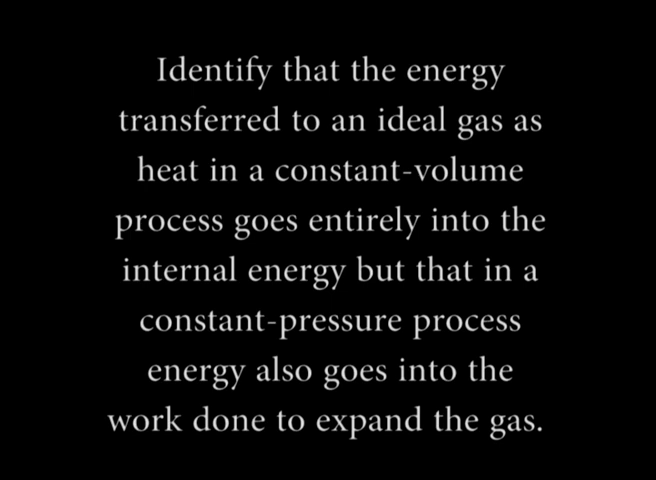 Identify that the energy
transferred to an ideal gas as
heat in a constant-volume
process goes entirely into the
internal energy but that in a
constant-pressure process
energy also goes into the
work done to expand the gas.